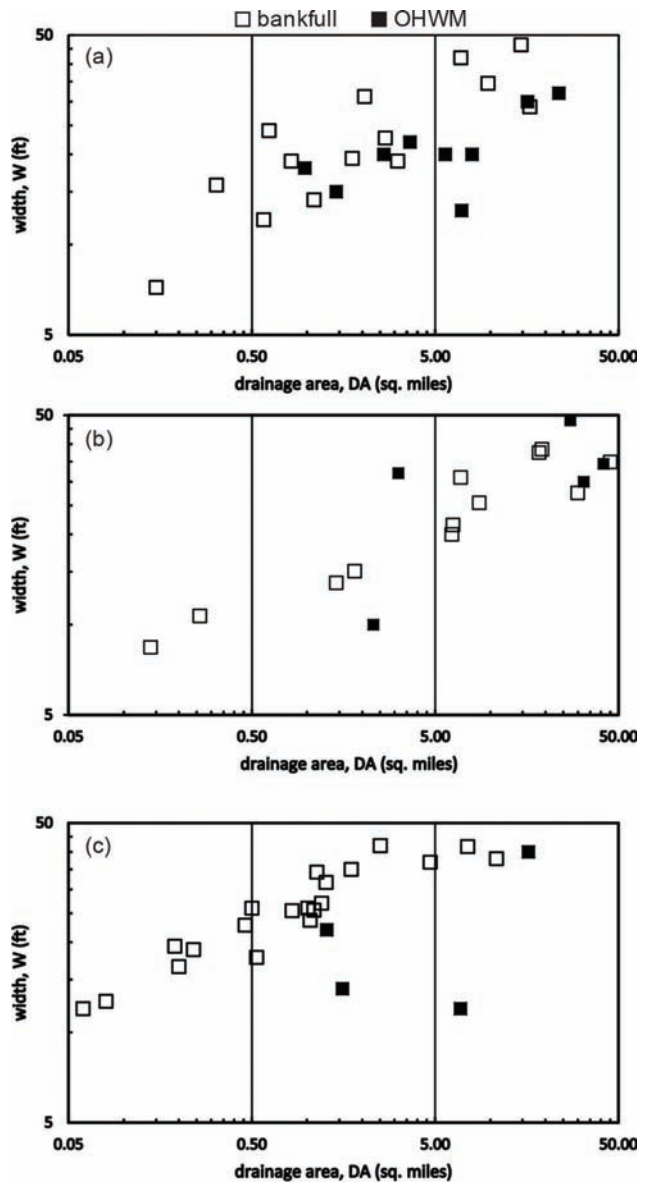 □ bankfull ■ OHWM
(a)
50
5
width, W (ft)
0.05 0.50 5.00 50.00
drainage area, DA (sq. miles)
(b)
50
5
width, W (ft)
0.05 0.50 5.00 50.00
drainage area, DA (sq. miles)
(c)
50
5
width, W (ft)
0.05 0.50 5.00 50.00
drainage area, DA (sq. miles)